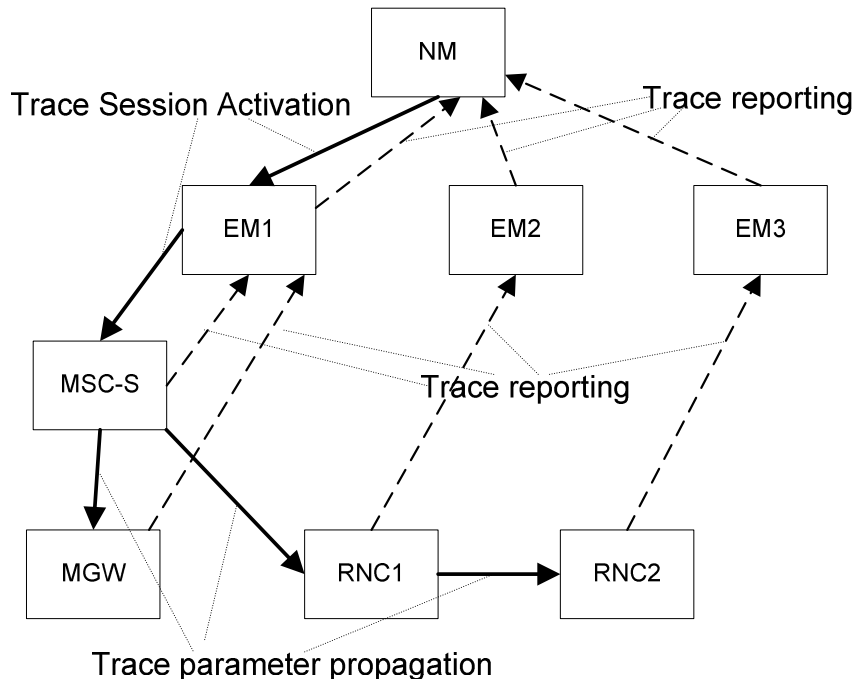 NM
Trace Session Activation
Trace reporting
EM1
EM2
EM3
MSC-S
Trace reporting
MGW
RNC1
RNC2
Trace parameter propagation